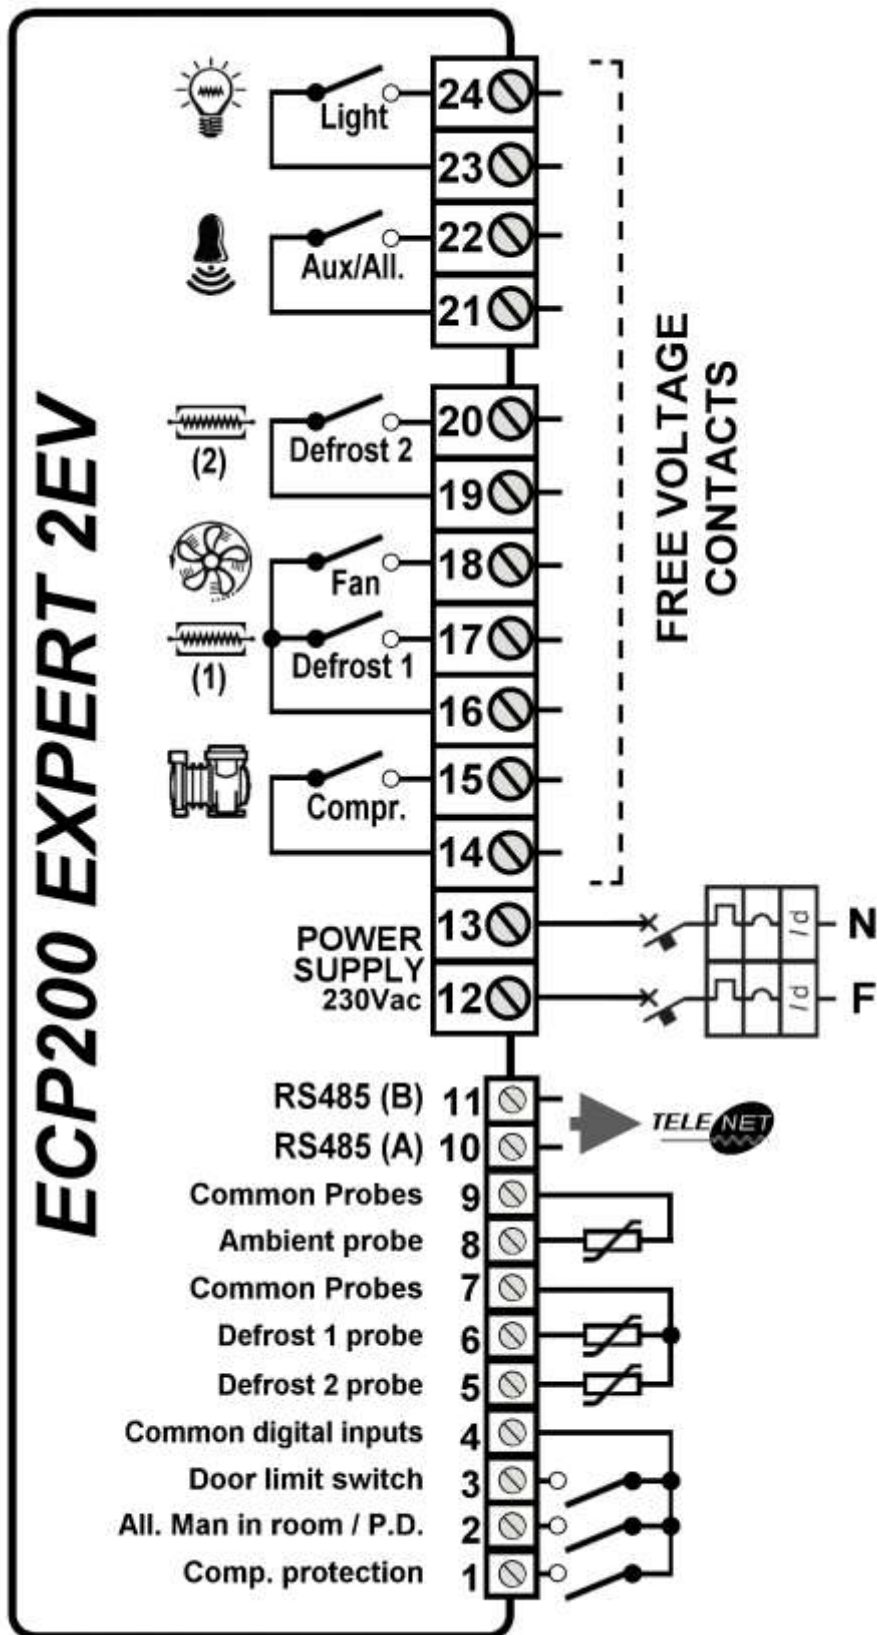 ECP200 EXPERT 2EV
24
Light
23
22
Aux/All.
21
20
Defrost 2
(2)
19
18
Fan
17
Defrost 1
(1)
16
15
Compr.
14
FREE VOLTAGE
CONTACTS
POWER
SUPPLY
230Vac
13
N
12
F
I d
I d
RS485 (B) 11
RS485 (A) 10
TELE NET
Common Probes 9
Ambient probe 8
Common Probes 7
Defrost 1 probe 6
Defrost 2 probe 5
Common digital inputs 4
Door limit switch 3
All. Man in room / P.D. 2
Comp. protection 1